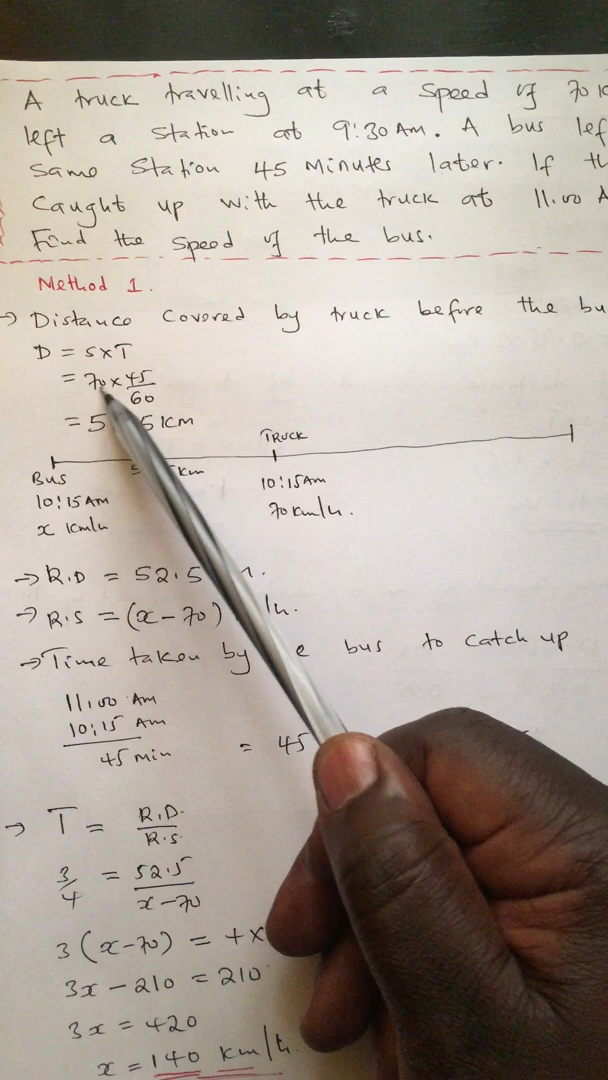 A truck travelling at a speed of 70
left a station at 9:30 AM. A bus
same station 45 minutes later. If
caught up with the truck at 11.00
Find the speed of the bus.
Method 1.
→ Distance covered by truck before the
D = S×T
= 70 × 45/60
= 5 5 km
TRUCK
km
Bus
10:15 AM
10:15 AM
70 km/h.
x km/h
→ R.D = 52.5
→ R.S = (x - 70)
→ Time taken by bus to catch up
11.00 AM
10:15 AM
45 min = 45
→ T = R.D./R.S.
3/4 = 52.5/x-70
3(x-70) =
3x - 210 = 210
3x = 420
x = 140 km/h.